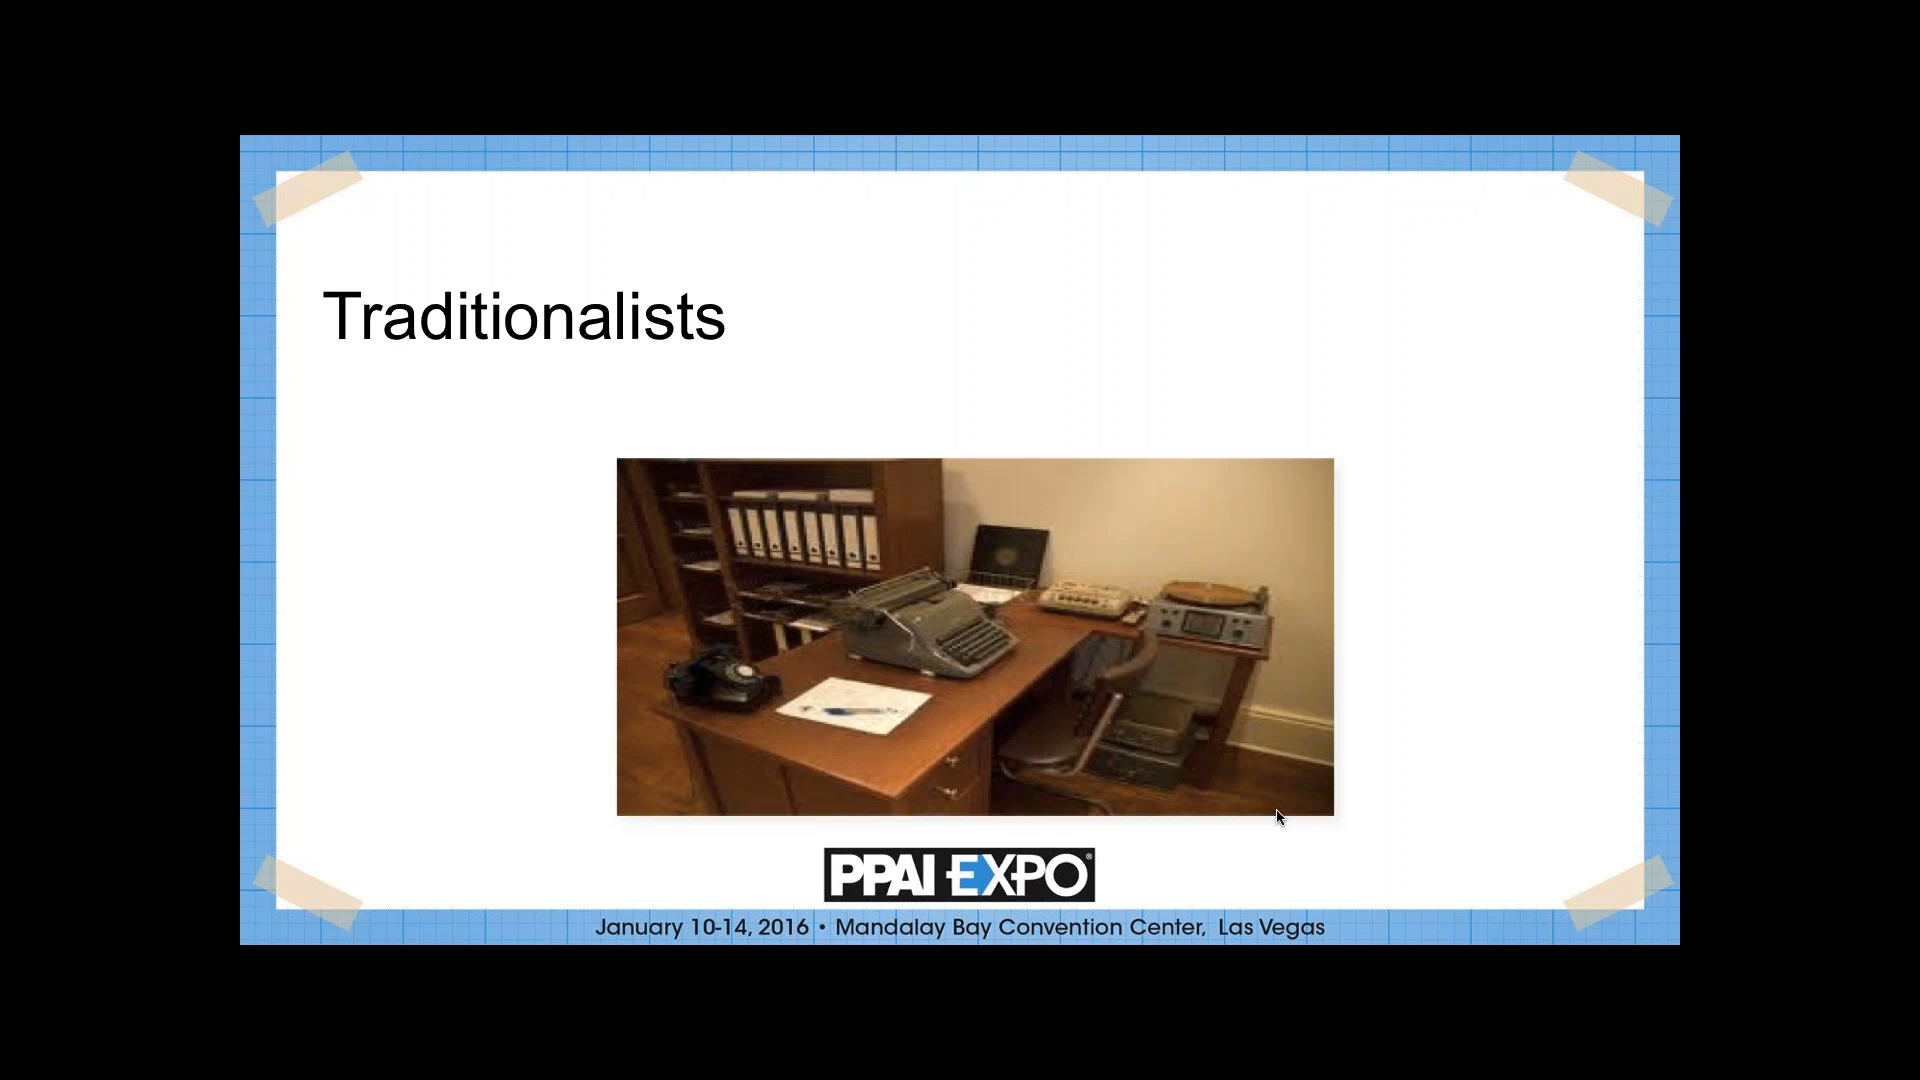 Traditionalists
PPAI EXPO®
January 10-14, 2016 • Mandalay Bay Convention Center, Las Vegas